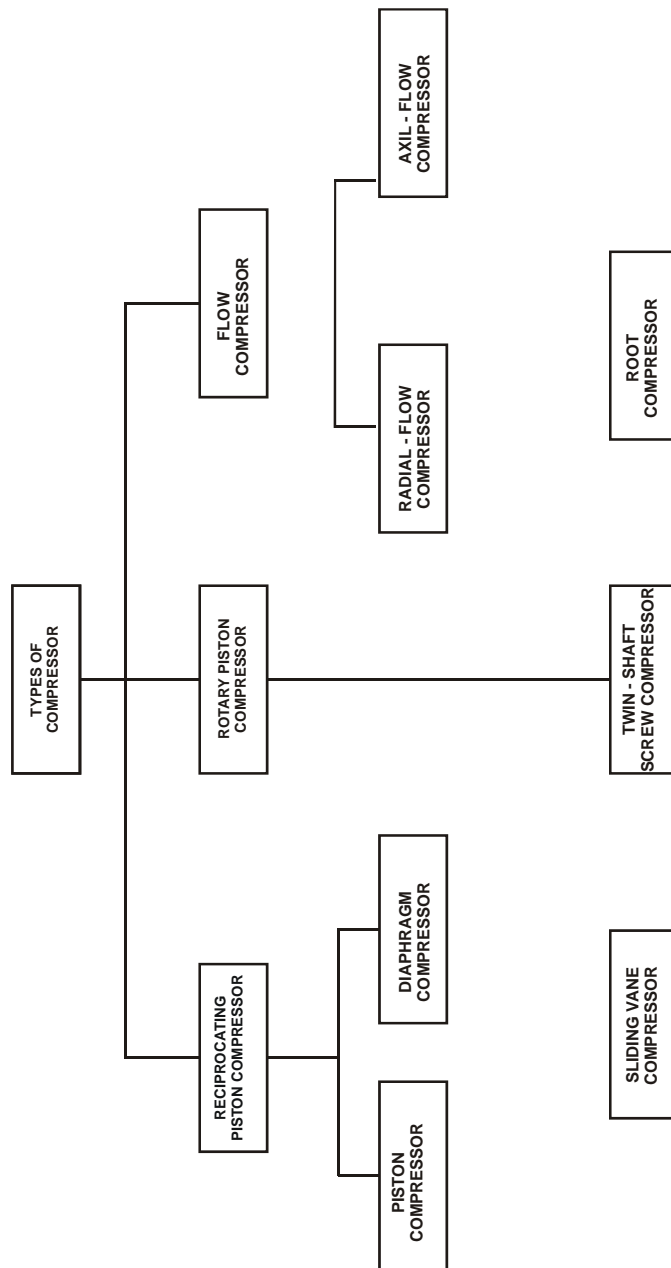 TYPES OF
COMPRESSOR
RECIPROCATING
PISTON COMPRESSOR
ROTARY PISTON
COMPRESSOR
FLOW
COMPRESSOR
PISTON
COMPRESSOR
DIAPHRAGM
COMPRESSOR
RADIAL - FLOW
COMPRESSOR
AXIL - FLOW
COMPRESSOR
SLIDING VANE
COMPRESSOR
TWIN - SHAFT
SCREW COMPRESSOR
ROOT
COMPRESSOR